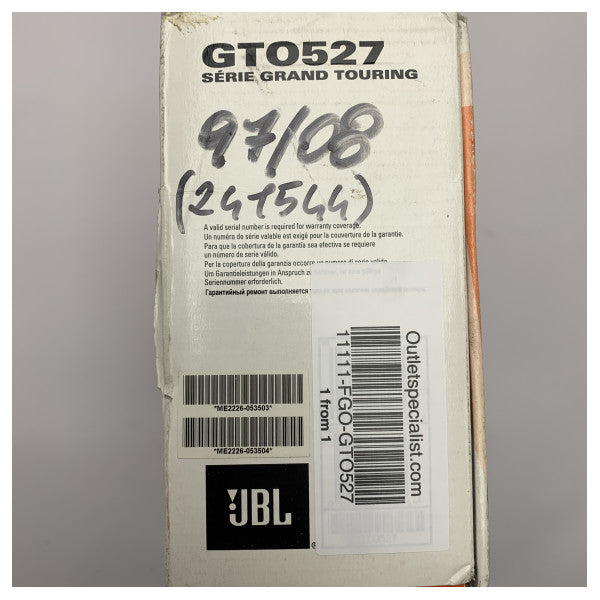 GTO527
SÉRIE GRAND TOURING
97/08
(241544)
A valid serial number is required for warranty coverage.
Un numéro de série valable est exigé pour la couverture de la garantie.
Para que la cobertura de la garantía sea efectiva se requiere
un número de serie válido.
Per la copertura della garanzia occorre un numero di serie valido.
Um Garantieleistungen in Anspruch zu
Seriennummer erforderlich.
Гарантийный ремонт выполняется
*ME2226-053503*
*ME2226-053504*
JBL
Outletspecialist.com
11111-FGO-GTO527
1 from 1